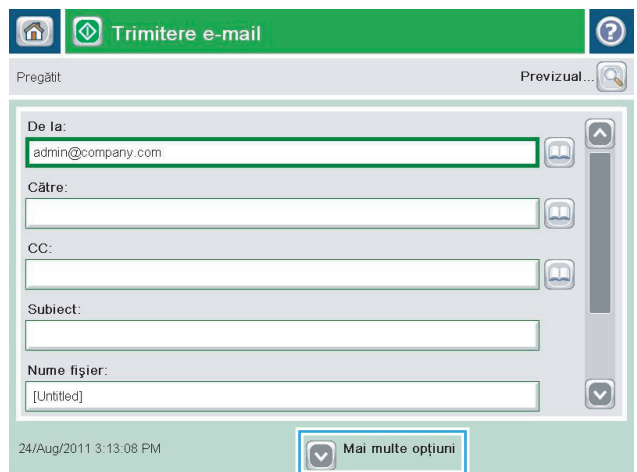 Trimitere e-mail
?
Pregătit
Previzual...
De la:
admin@company.com
Către:
CC:
Subiect:
Nume fişier:
[Untitled]
24/Aug/2011 3:13:08 PM
Mai multe opţiuni